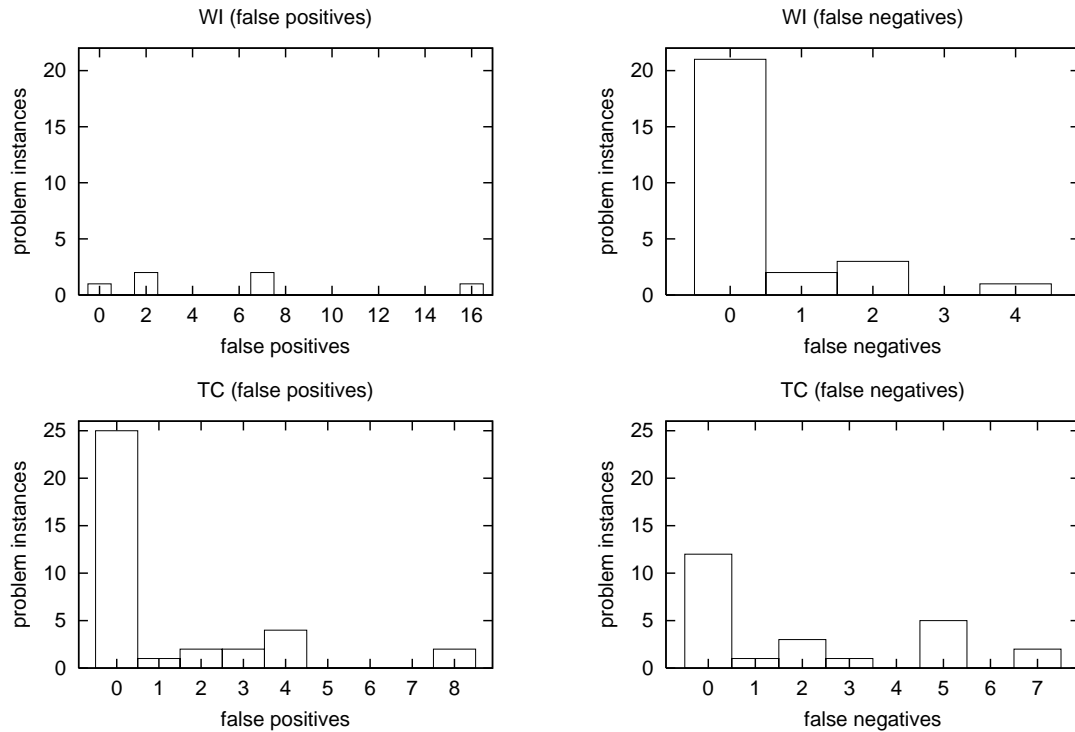 WI (false positives)
problem instances
20
15
10
5
0
0 2 4 6 8 10 12 14 16
false positives
WI (false negatives)
problem instances
20
15
10
5
0
0 1 2 3 4
false negatives
TC (false positives)
problem instances
25
20
15
10
5
0
0 1 2 3 4 5 6 7 8
false positives
TC (false negatives)
problem instances
25
20
15
10
5
0
0 1 2 3 4 5 6 7
false negatives